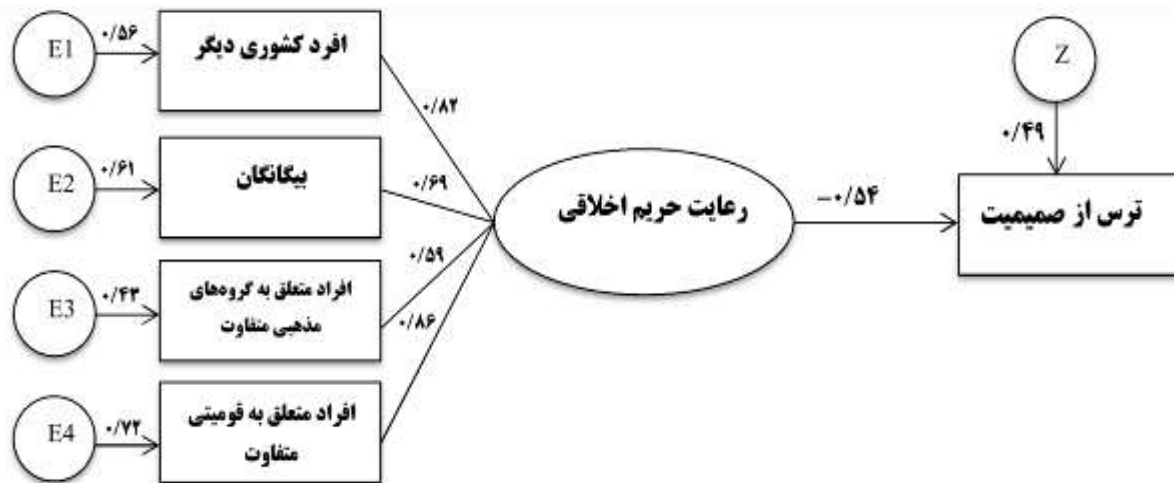 E1
۰/۵۶
افرد کشوری دیگر
۰/۸۲
Z
۰/۴۹
E2
۰/۶۱
بیگانگان
۰/۶۹
رعایت حریم اخلاقی
−۰/۵۴
ترس از صمیمیت
E3
۰/۴۳
افراد متعلق به گروه‌های
مذهبی متفاوت
۰/۵۹
۰/۸۶
E4
۰/۷۲
افراد متعلق به قومیتی
متفاوت